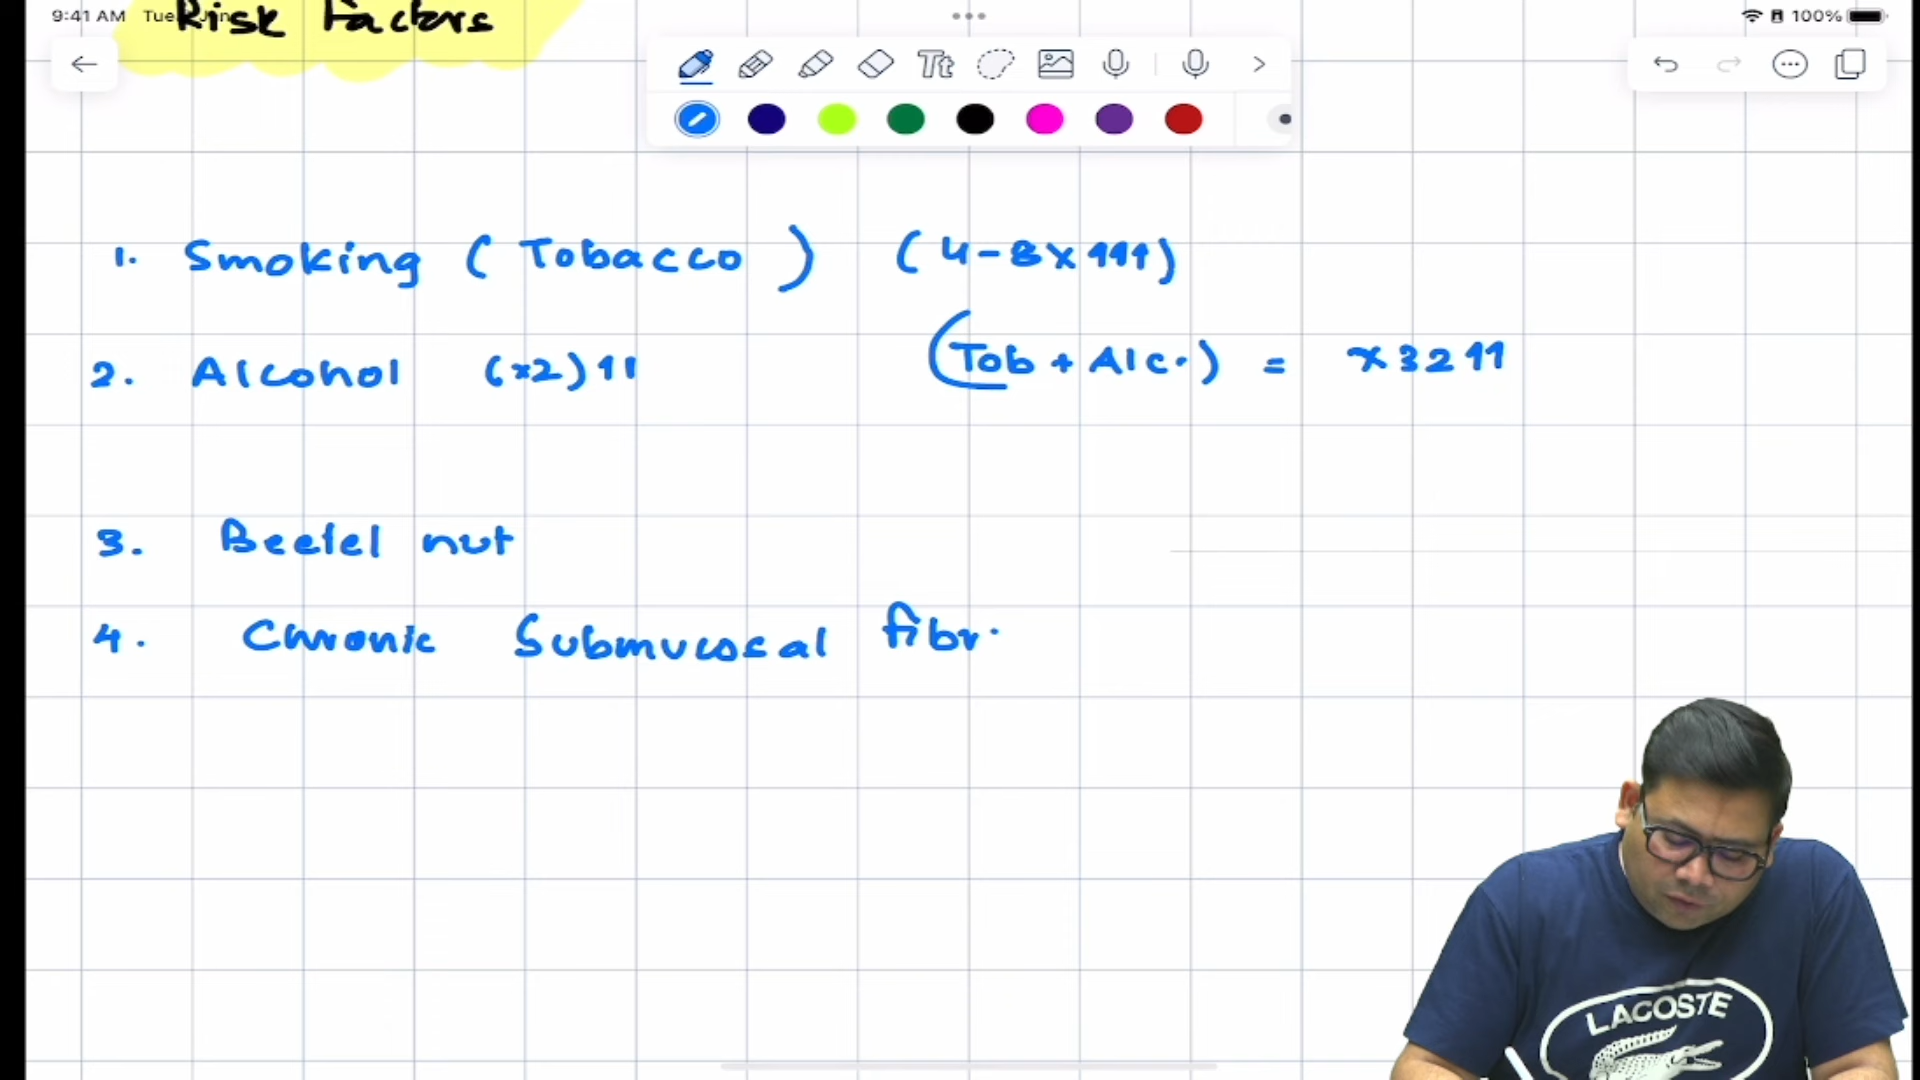 9:41 AM Tue
Risk Factors
100%
Tt
1. Smoking (Tobacco) (4-8x↑↑↑)
2. Alcohol (x2)↑↑ (Tob + Alc.) = x32↑↑
3. Beetel nut
4. Chronic Submucosal fibr.
LACOSTE